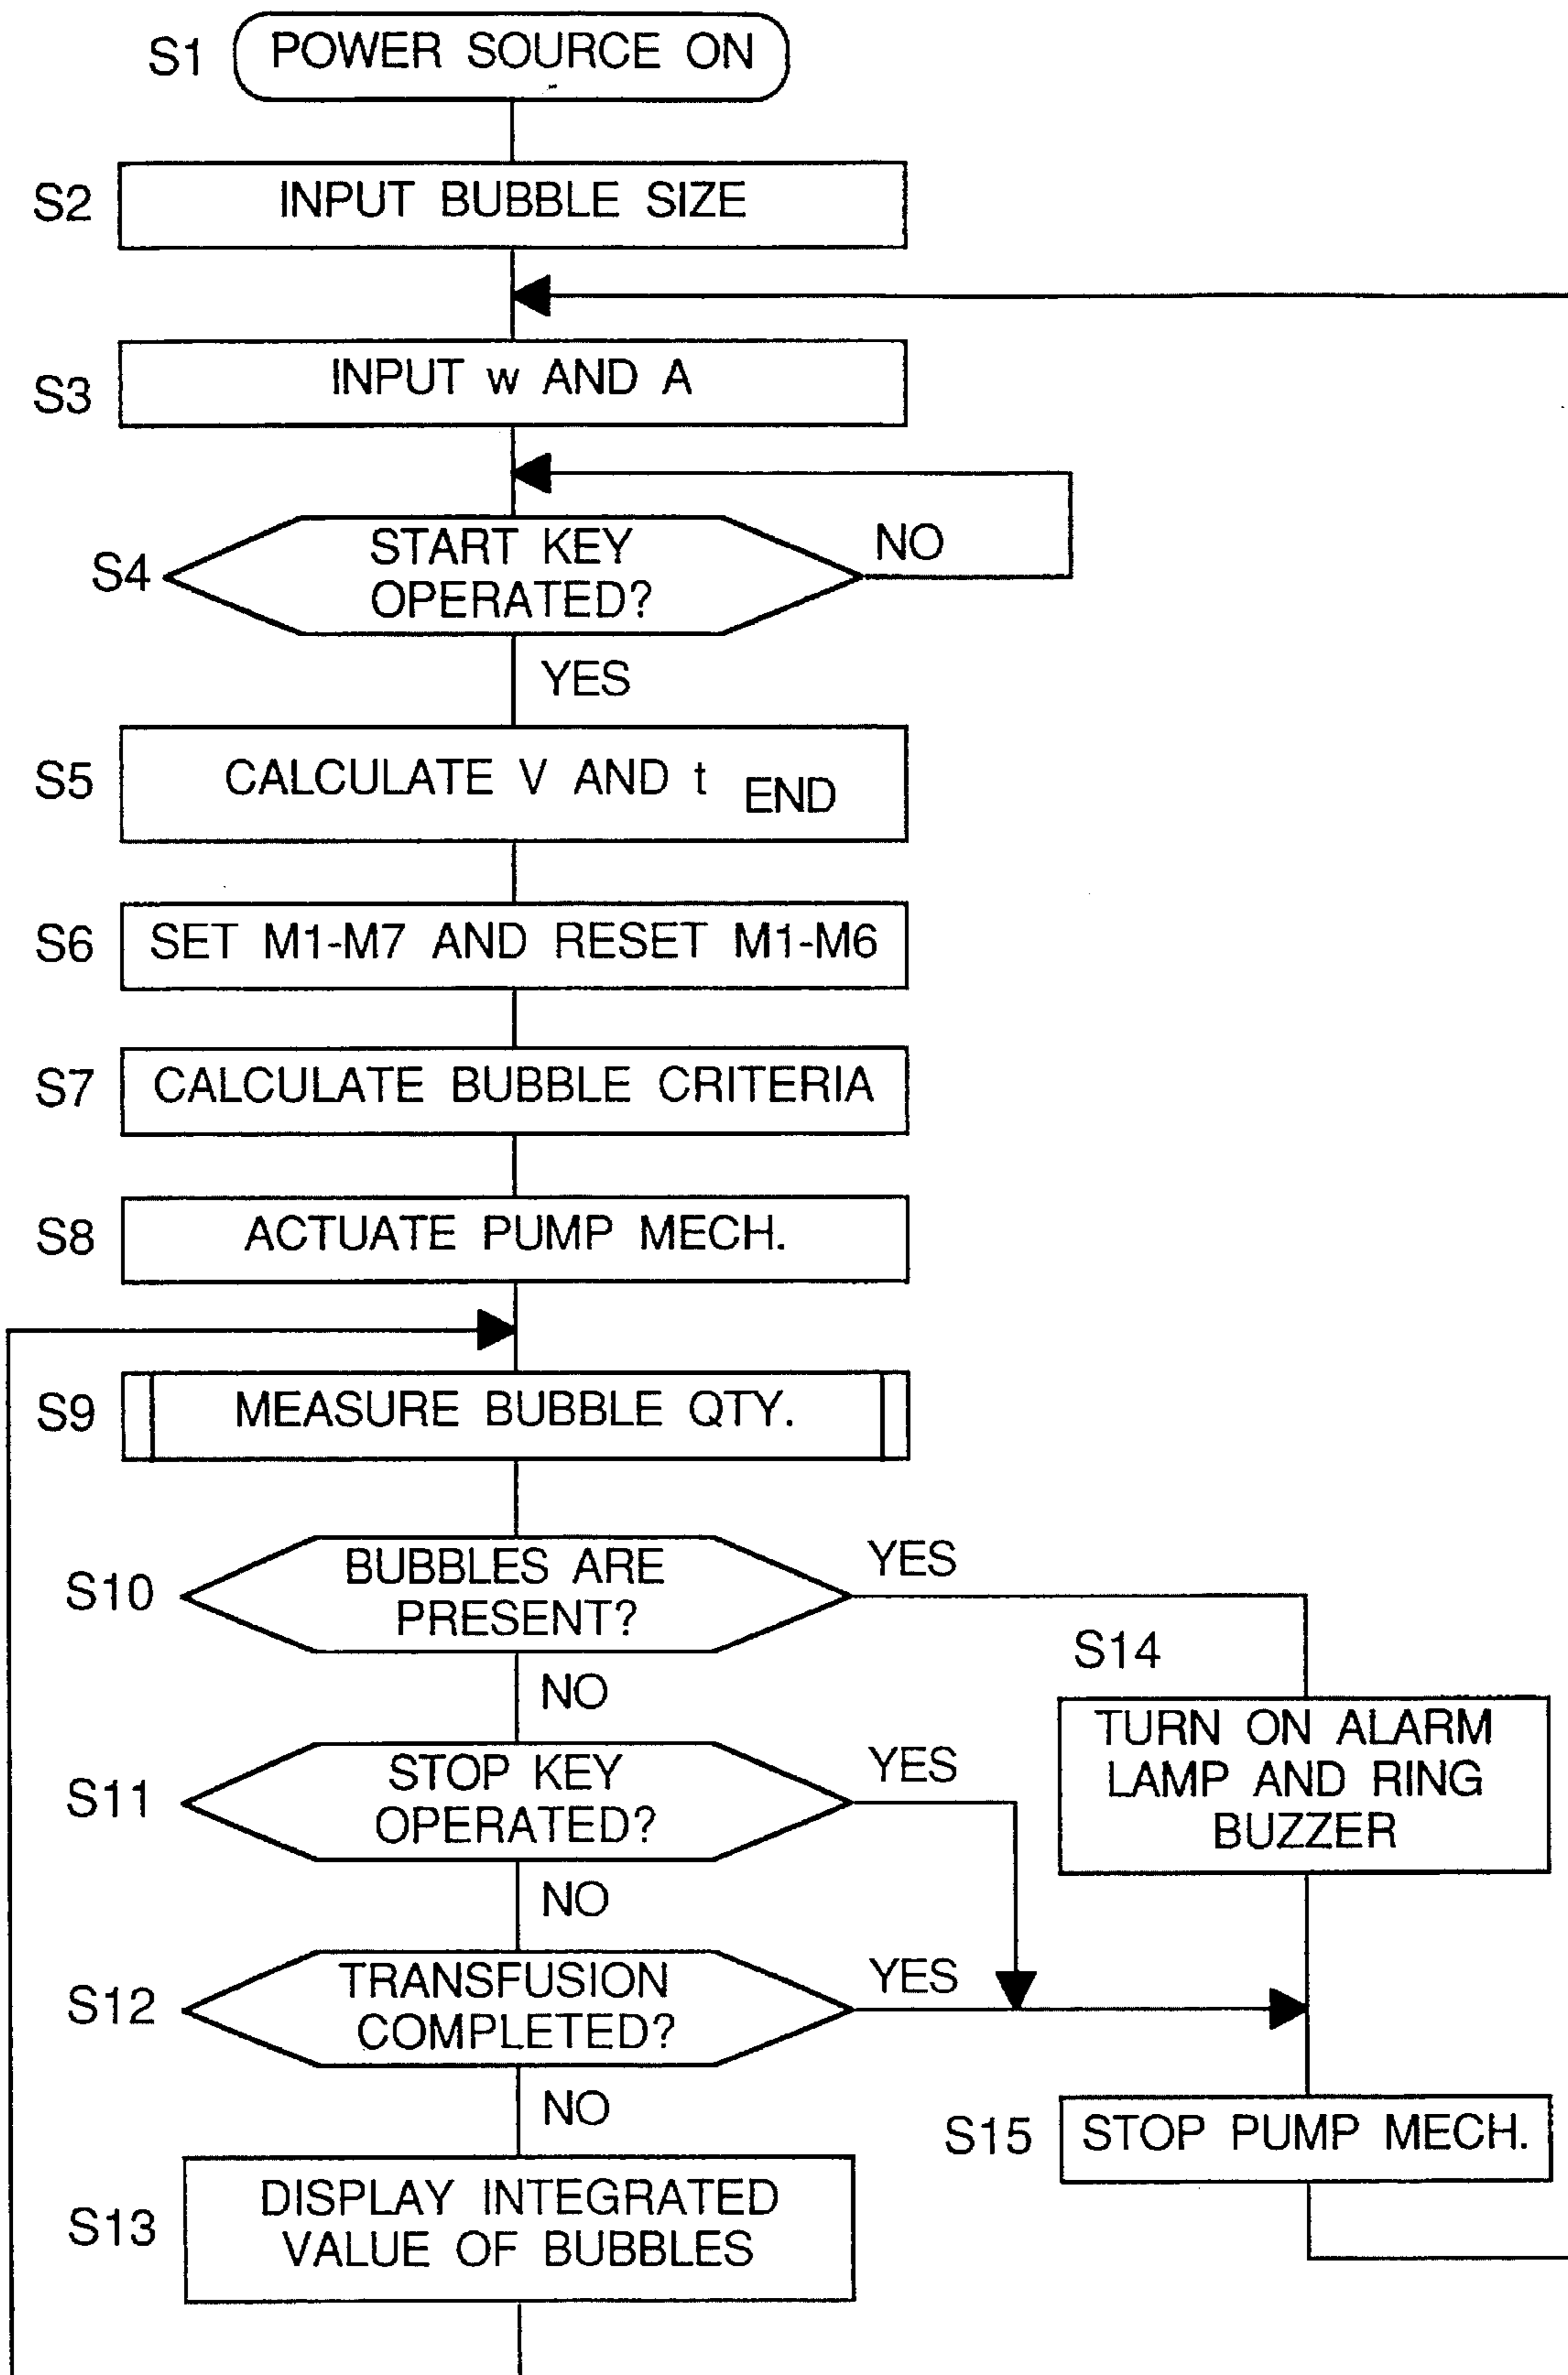 S1 POWER SOURCE ON
S2 INPUT BUBBLE SIZE
S3 INPUT w AND A
S4 START KEY
OPERATED?
NO
YES
S5 CALCULATE V AND t END
S6 SET M1-M7 AND RESET M1-M6
S7 CALCULATE BUBBLE CRITERIA
S8 ACTUATE PUMP MECH.
S9 MEASURE BUBBLE QTY.
S10 BUBBLES ARE
PRESENT?
YES
NO
S11 STOP KEY
OPERATED?
YES
NO
S12 TRANSFUSION
COMPLETED?
YES
NO
S13 DISPLAY INTEGRATED
VALUE OF BUBBLES
S14
TURN ON ALARM
LAMP AND RING
BUZZER
S15 STOP PUMP MECH.